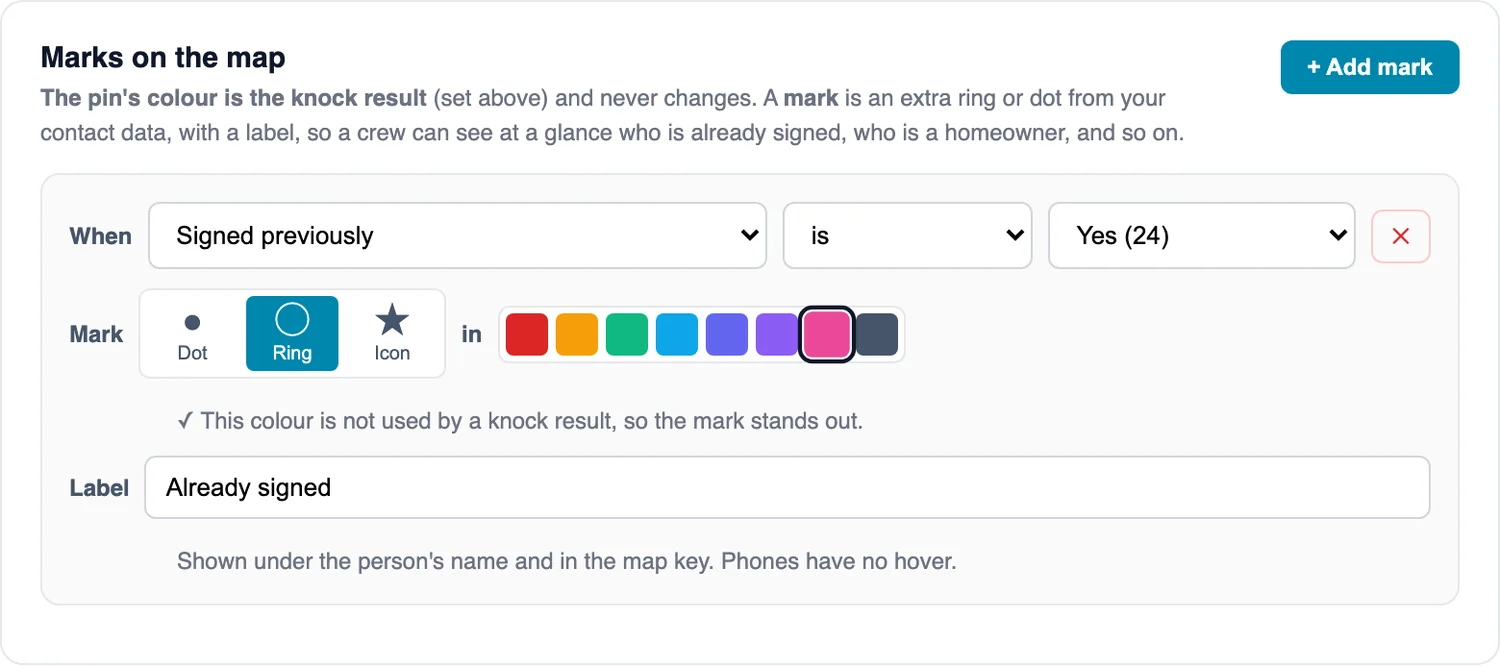 Marks on the map
+ Add mark
The pin's colour is the knock result (set above) and never changes. A mark is an extra ring or dot from your
contact data, with a label, so a crew can see at a glance who is already signed, who is a homeowner, and so on.
When Signed previously is Yes (24)
Mark Dot Ring Icon in
✓ This colour is not used by a knock result, so the mark stands out.
Label Already signed
Shown under the person's name and in the map key. Phones have no hover.